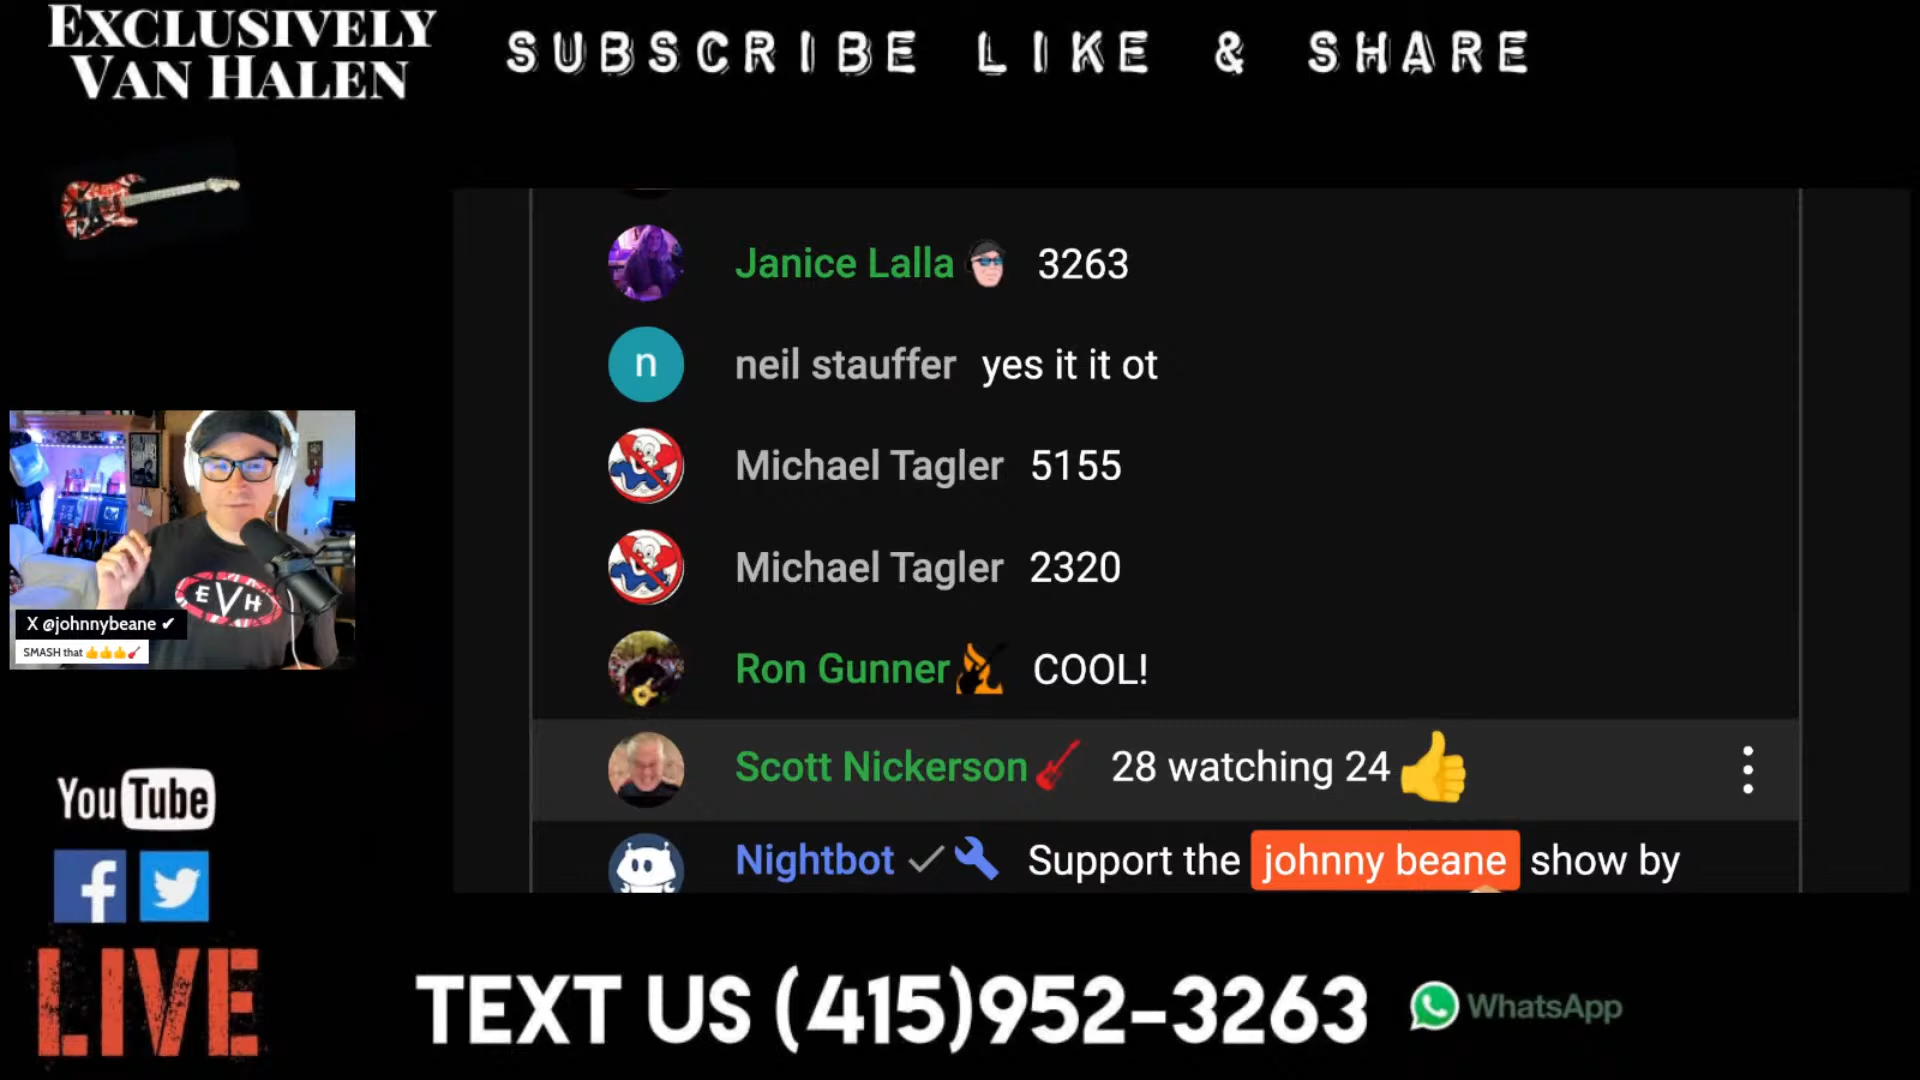 EXCLUSIVELY
VAN HALEN
SUBSCRIBE LIKE & SHARE
Janice Lalla 3263
n neil stauffer yes it it ot
Michael Tagler 5155
Michael Tagler 2320
Ron Gunner COOL!
Scott Nickerson 28 watching 24 👍
Nightbot Support the johnny beane show by
EVH
X @johnnybeane ✔
SMASH that 👍👍👍🎸
YouTube
f
LIVE
TEXT US (415)952-3263
WhatsApp